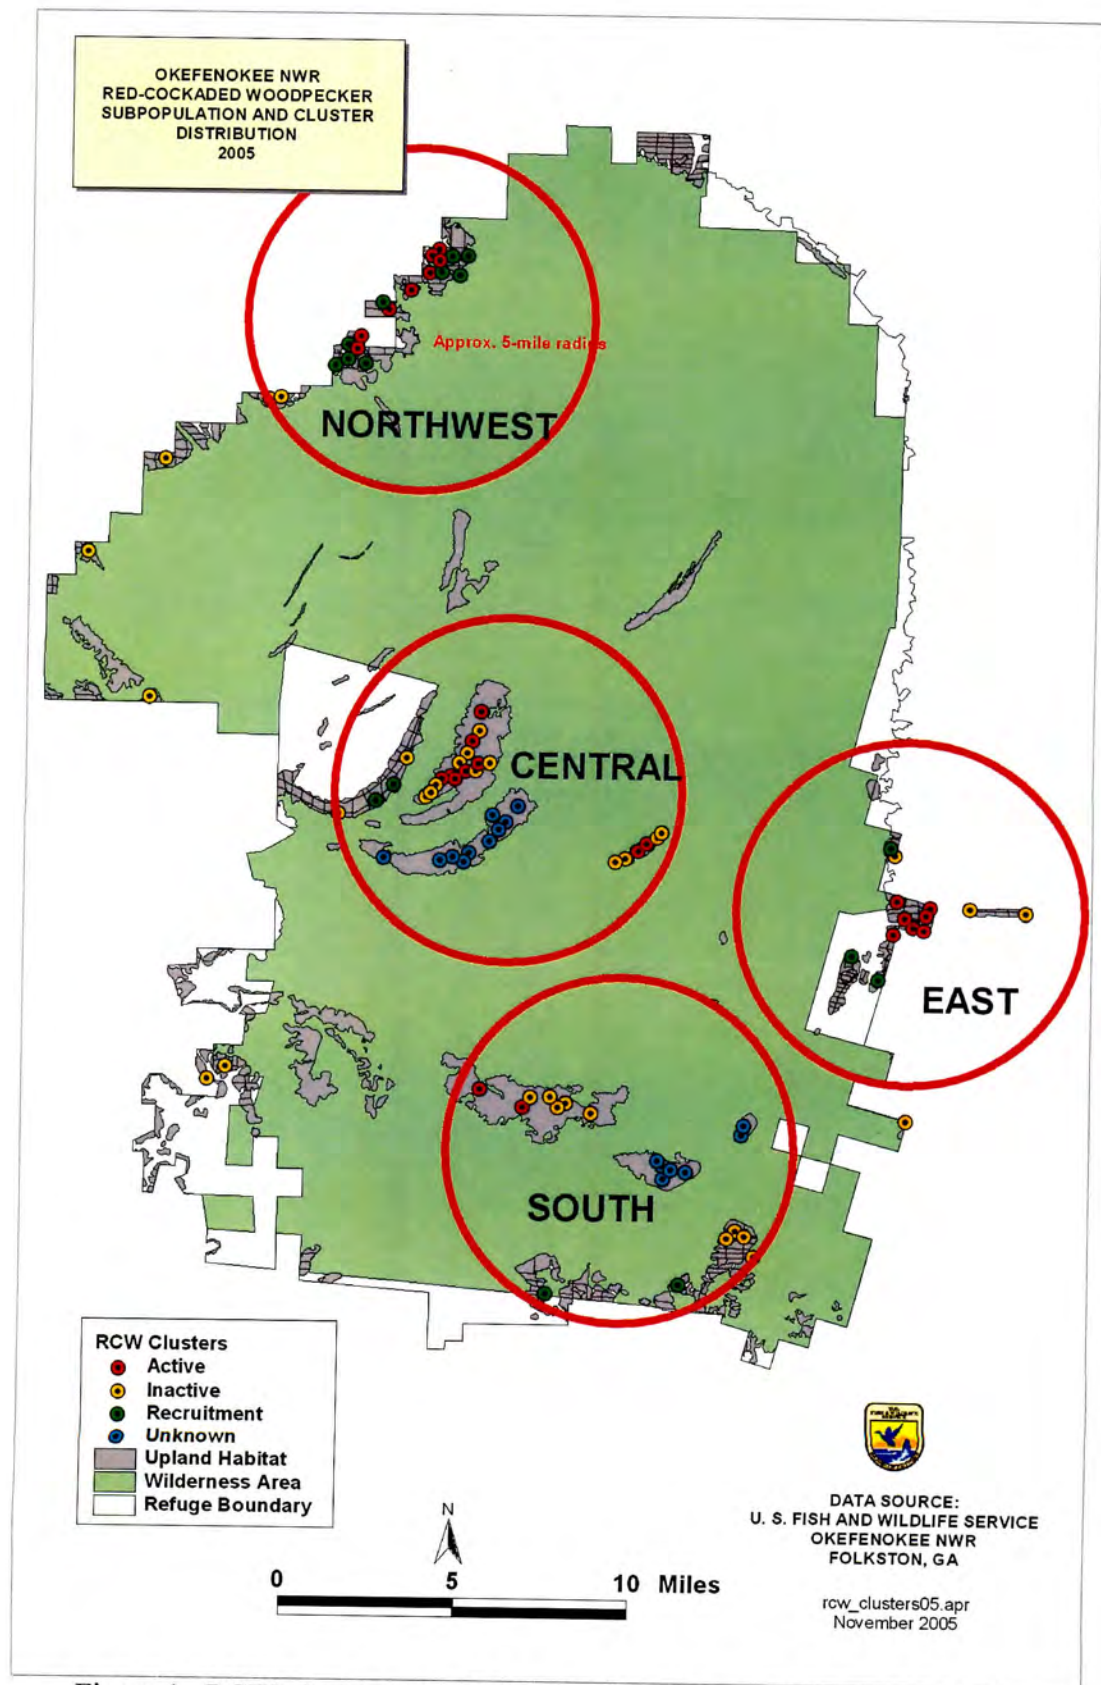 OKEFENOKEE NWR
RED-COCKADED WOODPECKER
SUBPOPULATION AND CLUSTER
DISTRIBUTION
2005
Approx. 5-mile radius
NORTHWEST
CENTRAL
EAST
SOUTH
RCW Clusters
Active
Inactive
Recruitment
Unknown
Upland Habitat
Wilderness Area
Refuge Boundary
N
0 5 10 Miles
DATA SOURCE:
U. S. FISH AND WILDLIFE SERVICE
OKEFENOKEE NWR
FOLKSTON, GA
rcw_clusters05.apr
November 2005